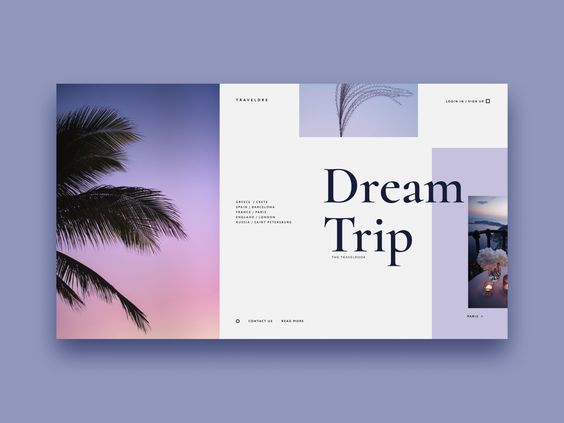 TRAVELORE
LOGIN IN / SIGN UP
Dream
Trip
THE TRAVELBOOK
GREECE / CRETE
SPAIN / BARCELONA
FRANCE / PARIS
ENGLAND / LONDON
RUSSIA / SAINT PETERSBURG
PARIS
CONTACT US
READ MORE